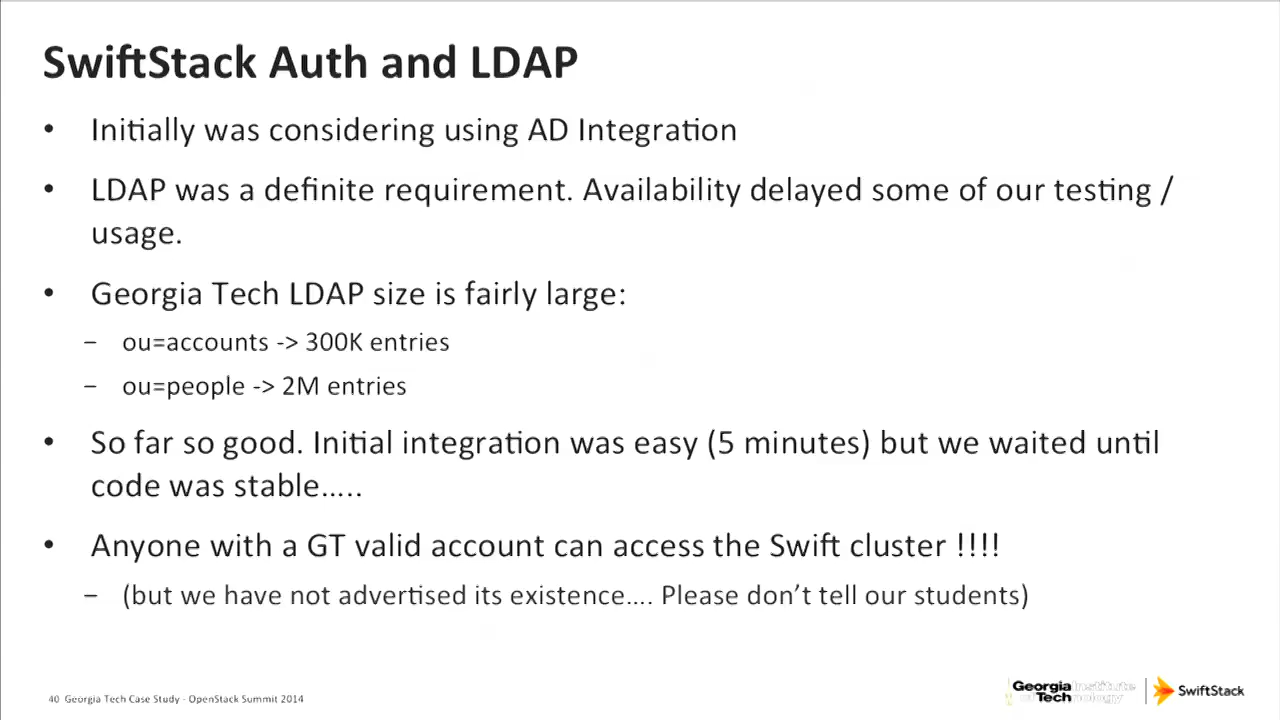 SwiftStack Auth and LDAP
• Initially was considering using AD Integration
• LDAP was a definite requirement. Availability delayed some of our testing /
usage.
• Georgia Tech LDAP size is fairly large:
– ou=accounts -> 300K entries
– ou=people -> 2M entries
• So far so good. Initial integration was easy (5 minutes) but we waited until
code was stable…..
• Anyone with a GT valid account can access the Swift cluster !!!!
– (but we have not advertised its existence…. Please don’t tell our students)
40 Georgia Tech Case Study - OpenStack Summit 2014
Georgia Institute
of Technology
SwiftStack